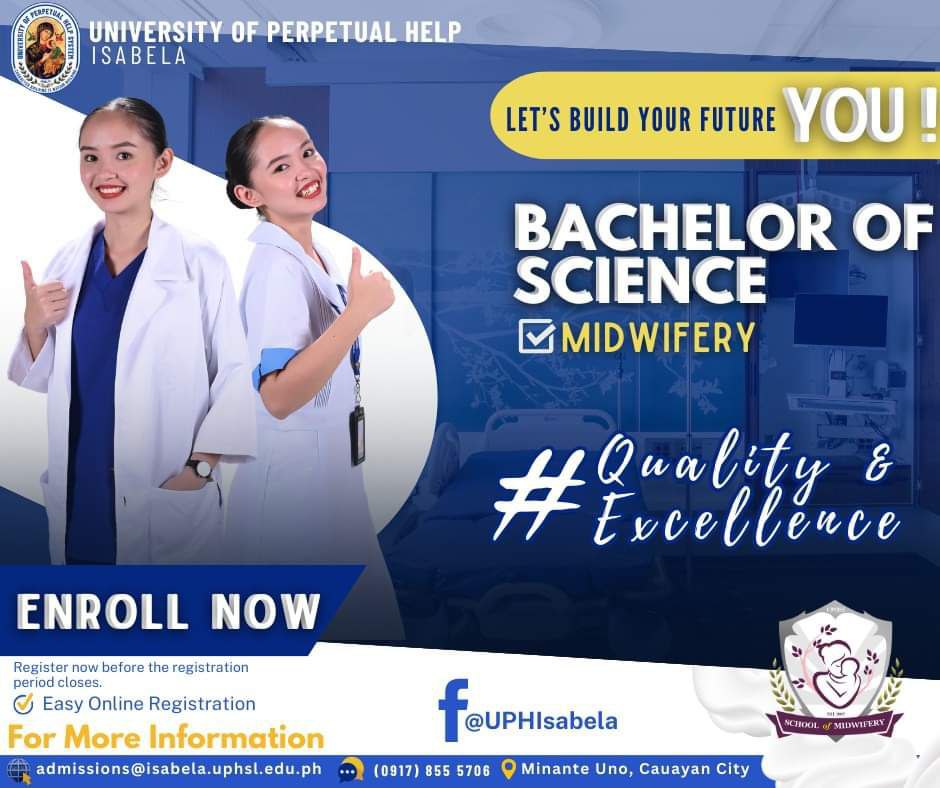 UNIVERSITY OF PERPETUAL HELP
ISABELA
LET'S BUILD YOUR FUTURE YOU !
BACHELOR OF
SCIENCE
MIDWIFERY
#Quality &
Excellence
ENROLL NOW
Register now before the registration
period closes.
Easy Online Registration
For More Information
@UPHIsabela
SCHOOL of MIDWIFERY
admissions@isabela.uphsl.edu.ph (0917) 855 5706 Minante Uno, Cauayan City